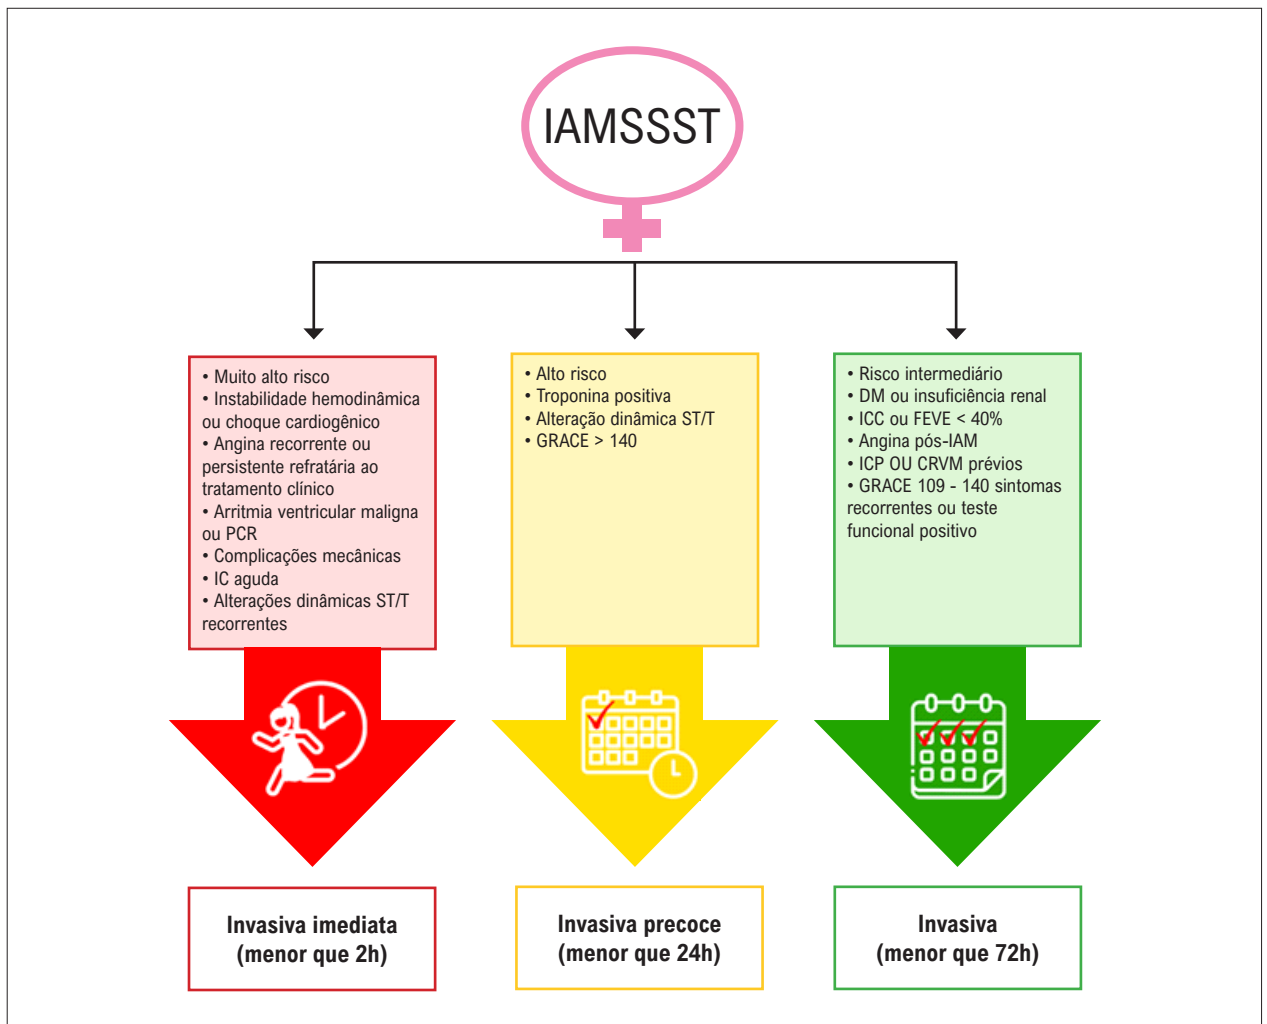 IAMSSST
• Muito alto risco
• Instabilidade hemodinâmica
ou choque cardiogênico
• Angina recorrente ou
persistente refratária ao
tratamento clínico
• Arritmia ventricular maligna
ou PCR
• Complicações mecânicas
• IC aguda
• Alterações dinâmicas ST/T
recorrentes
• Alto risco
• Troponina positiva
• Alteração dinâmica ST/T
• GRACE > 140
• Risco intermediário
• DM ou insuficiência renal
• ICC ou FEVE < 40%
• Angina pós-IAM
• ICP OU CRVM prévios
• GRACE 109 - 140 sintomas
recorrentes ou teste
funcional positivo
Invasiva imediata
(menor que 2h)
Invasiva precoce
(menor que 24h)
Invasiva
(menor que 72h)